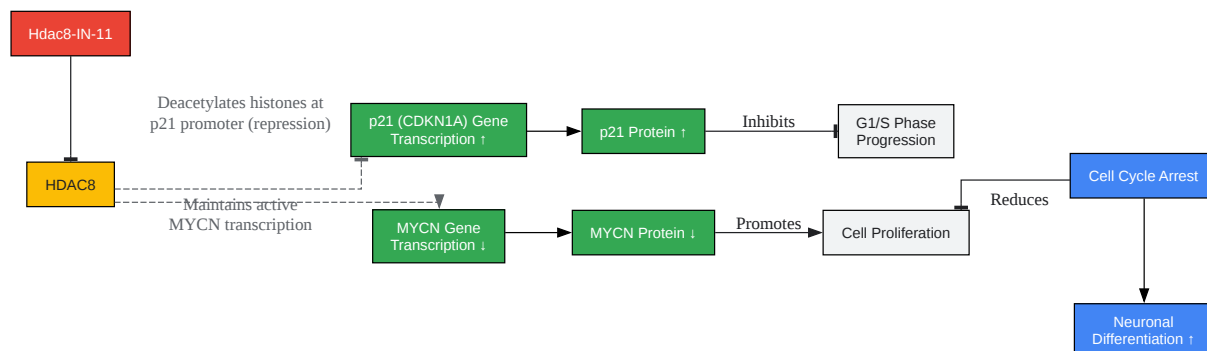 Hdac8-IN-11
Deacetylates histones at
p21 promoter (repression)
p21 (CDKN1A) Gene
Transcription ↑
p21 Protein ↑
Inhibits
G1/S Phase
Progression
HDAC8
Maintains active
MYCN transcription
MYCN Gene
Transcription ↓
MYCN Protein ↓
Promotes
Cell Proliferation
Reduces
Cell Cycle Arrest
Neuronal
Differentiation ↑